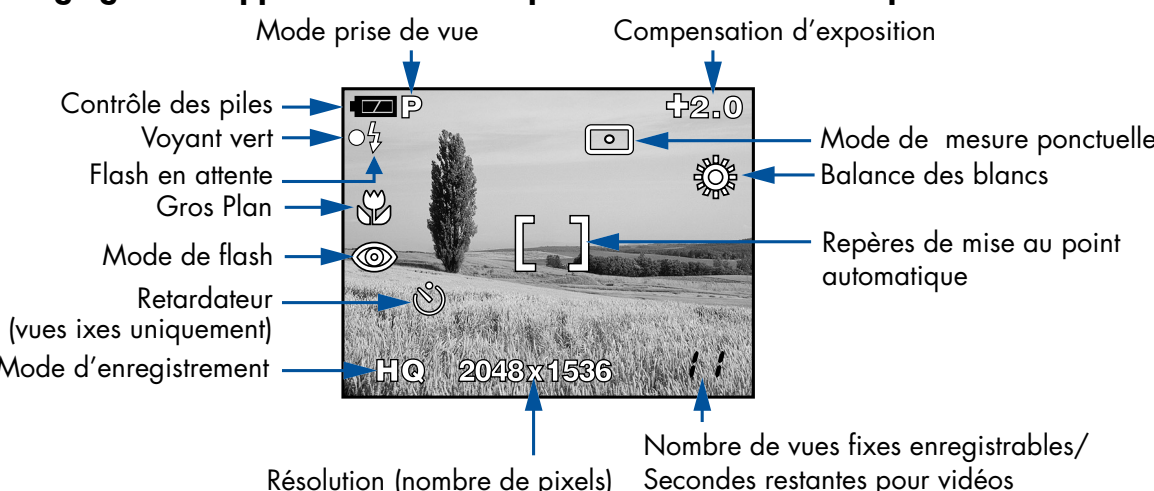 Mode prise de vue
Compensation d'exposition
Contrôle des piles
P
+2.0
Voyant vert
Mode de mesure ponctuelle
Flash en attente
Balance des blancs
Gros Plan
Mode de flash
Repères de mise au point
automatique
Retardateur
(vues ixes uniquement)
Mode d'enregistrement
HQ
2048x1536
11
Résolution (nombre de pixels)
Nombre de vues fixes enregistrables/
Secondes restantes pour vidéos